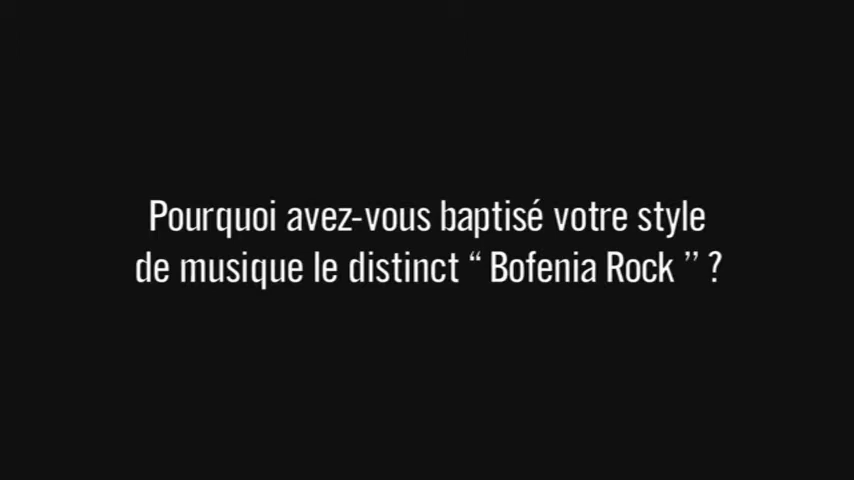 Pourquoi avez-vous baptisé votre style
de musique le distinct “ Bofenia Rock ” ?